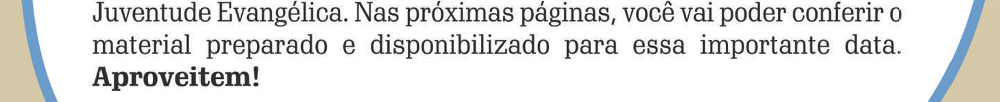 Juventude Evangélica. Nas próximas páginas, você vai poder conferir o
material preparado e disponibilizado para essa importante data.
Aproveitem!